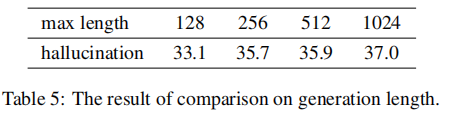 max length 128 256 512 1024
hallucination 33.1 35.7 35.9 37.0
Table 5: The result of comparison on generation length.